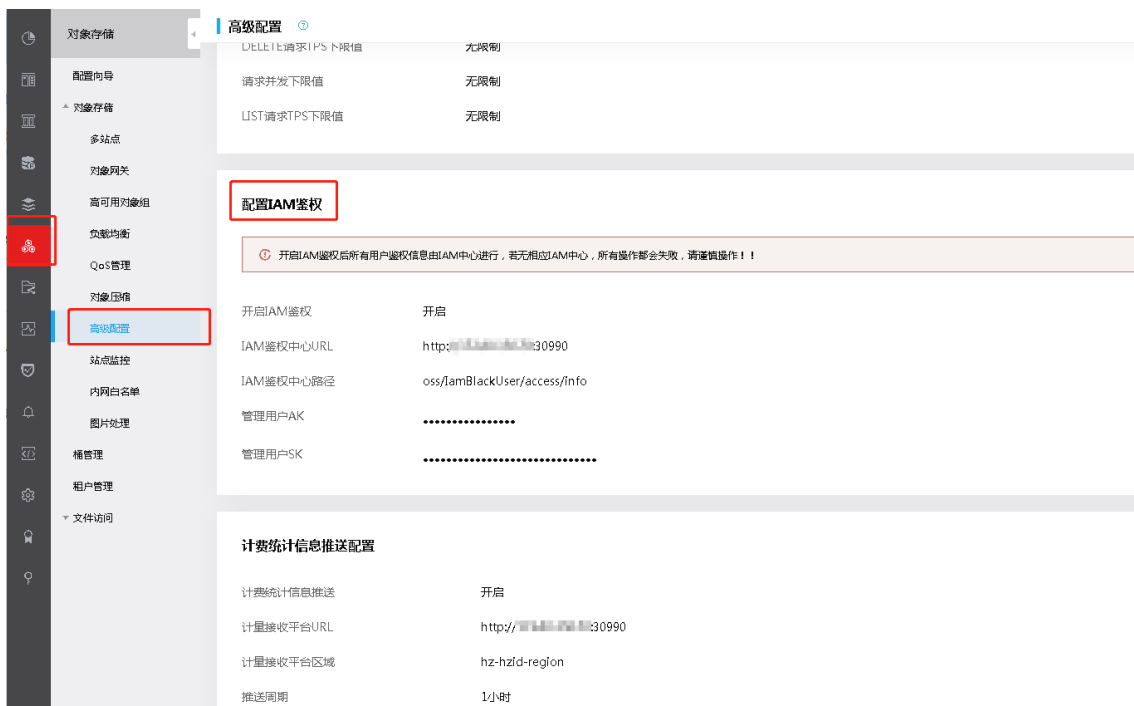 对象存储
配置向导
对象存储
多站点
对象网关
高可用对象组
负载均衡
QoS管理
对象压缩
高级配置
站点监控
内网白名单
图片处理
桶管理
租户管理
文件访问
高级配置
DELETE请求TPS下限值 无限制
请求并发下限值 无限制
LIST请求TPS下限值 无限制
配置IAM鉴权
开启IAM鉴权后所有用户鉴权信息由IAM中心进行，若无相应IAM中心，所有操作都会失败，请谨慎操作！！
开启IAM鉴权 开启
IAM鉴权中心URL http:/ :30990
IAM鉴权中心路径 oss/IamBlackUser/access/info
管理用户AK ••••••••••••••••
管理用户SK ••••••••••••••••••••••••••••••
计费统计信息推送配置
计费统计信息推送 开启
计量接收平台URL http:// :30990
计量接收平台区域 hz-hzid-region
推送周期 1小时